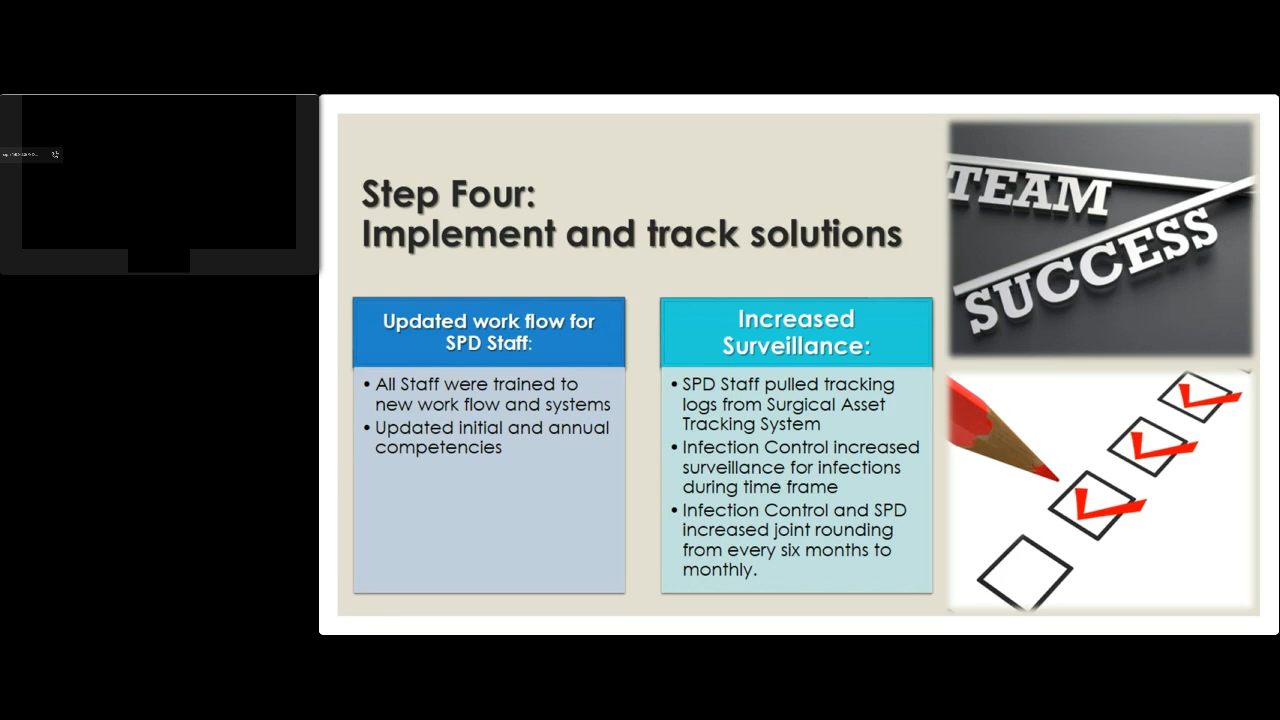 Step Four:
Implement and track solutions
Updated work flow for
SPD Staff:
• All Staff were trained to
new work flow and systems
• Updated initial and annual
competencies
Increased
Surveillance:
• SPD Staff pulled tracking
logs from Surgical Asset
Tracking System
• Infection Control increased
surveillance for infections
during time frame
• Infection Control and SPD
increased joint rounding
from every six months to
monthly.
TEAM
SUCCESS